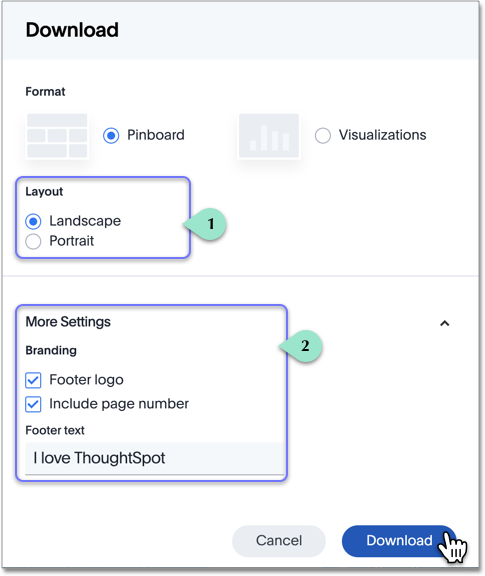 Download
Format
Pinboard
Visualizations
Layout
Landscape
Portrait
1
More Settings
2
Branding
Footer logo
Include page number
Footer text
I love ThoughtSpot
Cancel
Download